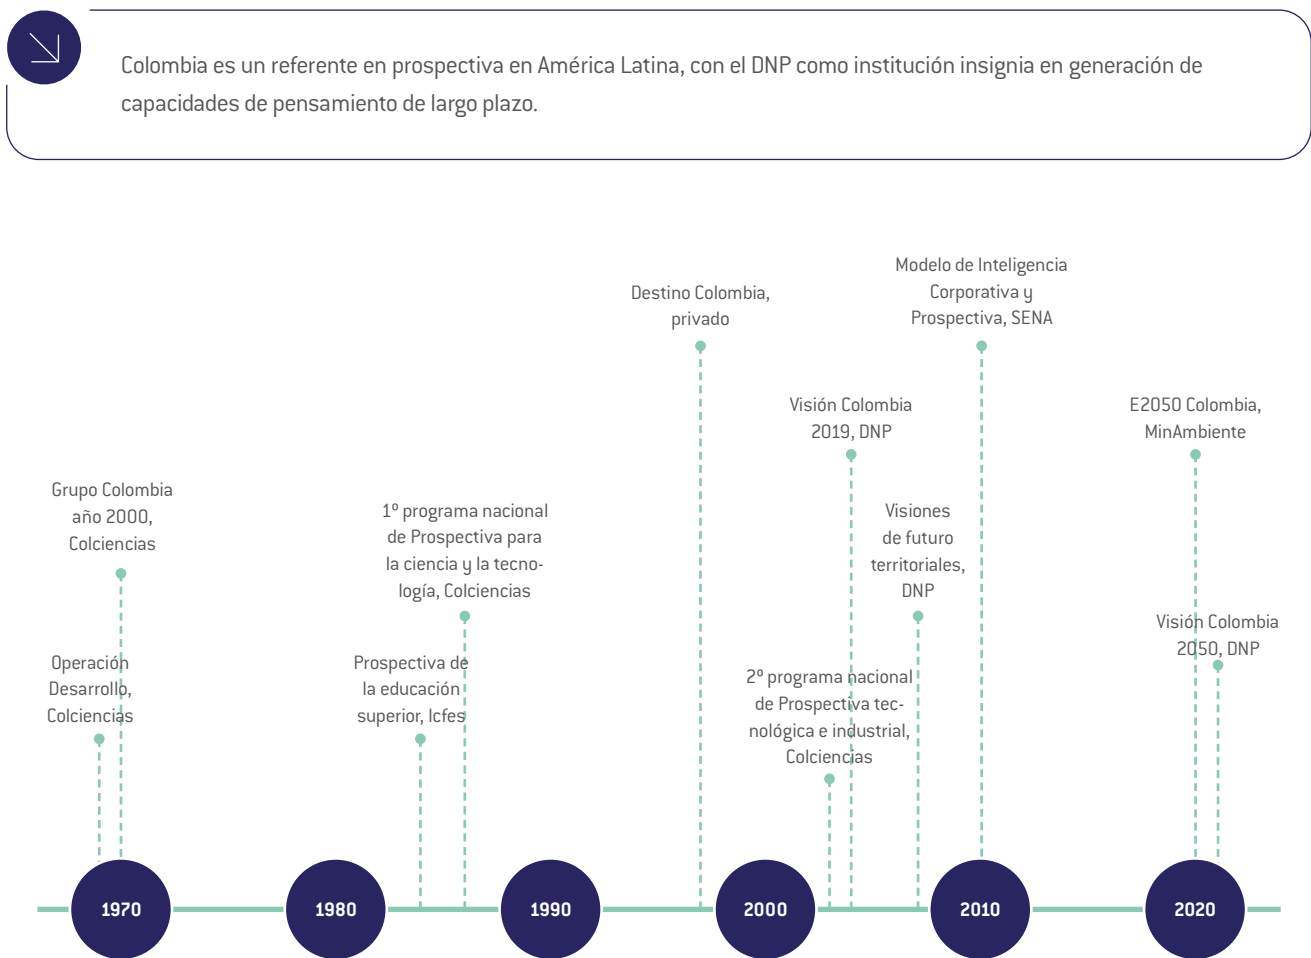 Colombia es un referente en prospectiva en América Latina, con el DNP como institución insignia en generación de
capacidades de pensamiento de largo plazo.
Modelo de Inteligencia
Corporativa y
Prospectiva, SENA
Destino Colombia,
privado
Visión Colombia
2019, DNP
E2050 Colombia,
MinAmbiente
Grupo Colombia
año 2000,
Colciencias
1º programa nacional
de Prospectiva para
la ciencia y la tecno-
logía, Colciencias
Visiones
de futuro
territoriales,
DNP
Visión Colombia
2050, DNP
Operación
Desarrollo,
Colciencias
Prospectiva de
la educación
superior, Icfes
2º programa nacional
de Prospectiva tec-
nológica e industrial,
Colciencias
1970
1980
1990
2000
2010
2020